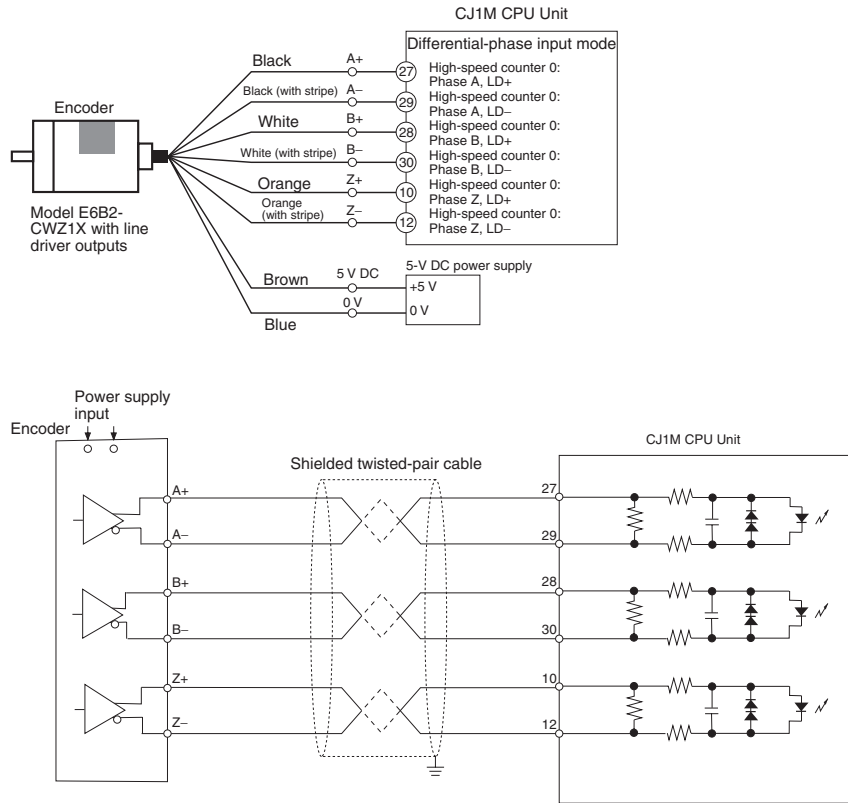 CJ1M CPU Unit
Differential-phase input mode
Encoder
Black
A+
27
High-speed counter 0:
Phase A, LD+
Black (with stripe)
A−
29
High-speed counter 0:
Phase A, LD−
White
B+
28
High-speed counter 0:
Phase B, LD+
White (with stripe)
B−
30
High-speed counter 0:
Phase B, LD−
Orange
Z+
10
High-speed counter 0:
Phase Z, LD+
Orange
(with stripe)
Z−
12
High-speed counter 0:
Phase Z, LD−
Model E6B2-
CWZ1X with line
driver outputs
5-V DC power supply
Brown
5 V DC
+5 V
Blue
0 V
0 V
Power supply
input
Encoder
CJ1M CPU Unit
Shielded twisted-pair cable
A+
27
A−
29
B+
28
B−
30
Z+
10
Z−
12